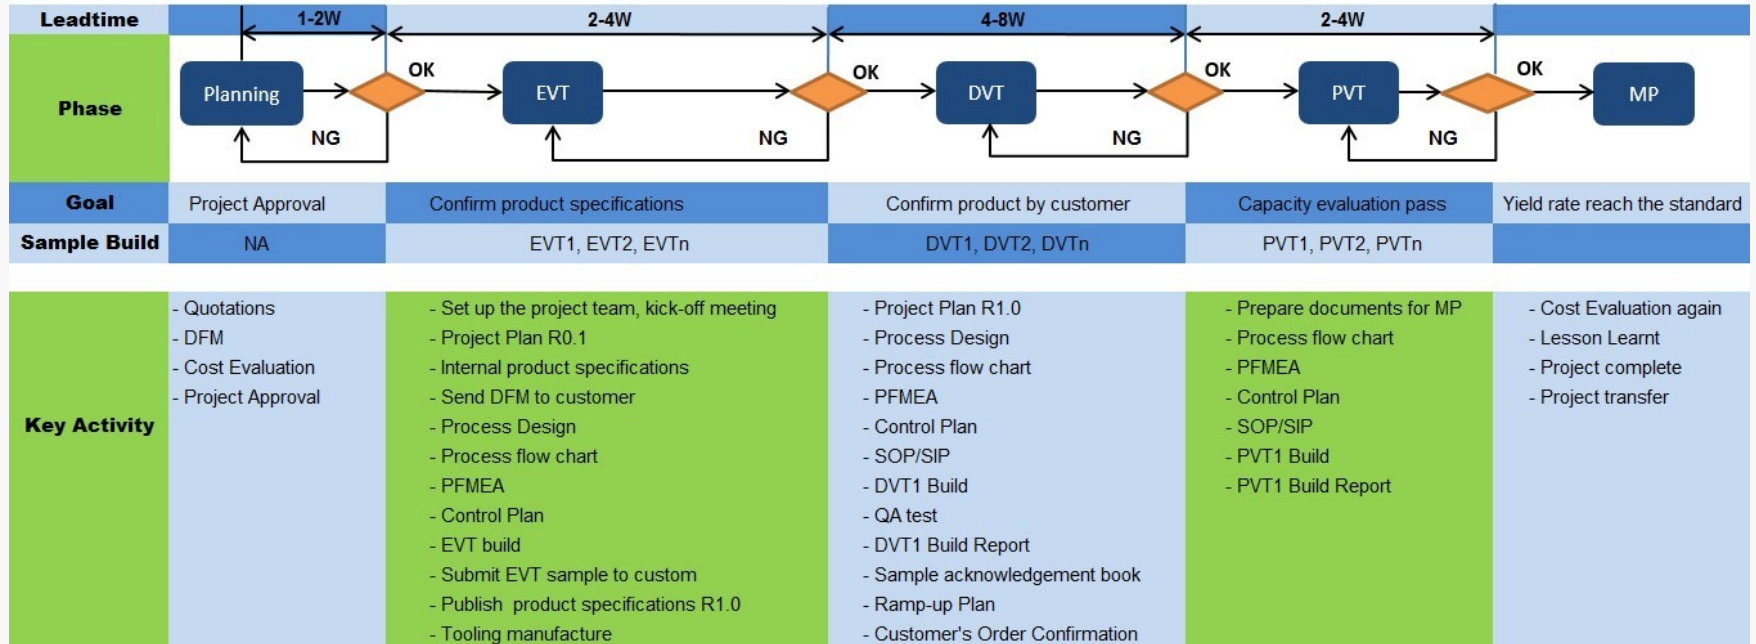 Leadtime
1-2W
2-4W
4-8W
2-4W
Phase
Planning
OK
NG
EVT
OK
NG
DVT
OK
NG
PVT
OK
NG
MP
Goal
Project Approval
Confirm product specifications
Confirm product by customer
Capacity evaluation pass
Yield rate reach the standard
Sample Build
NA
EVT1, EVT2, EVTn
DVT1, DVT2, DVTn
PVT1, PVT2, PVTn
Key Activity
- Quotations
- DFM
- Cost Evaluation
- Project Approval
- Set up the project team, kick-off meeting
- Project Plan R0.1
- Internal product specifications
- Send DFM to customer
- Process Design
- Process flow chart
- PFMEA
- Control Plan
- EVT build
- Submit EVT sample to custom
- Publish product specifications R1.0
- Tooling manufacture
- Project Plan R1.0
- Process Design
- Process flow chart
- PFMEA
- Control Plan
- SOP/SIP
- DVT1 Build
- QA test
- DVT1 Build Report
- Sample acknowledgement book
- Ramp-up Plan
- Customer's Order Confirmation
- Prepare documents for MP
- Process flow chart
- PFMEA
- Control Plan
- SOP/SIP
- PVT1 Build
- PVT1 Build Report
- Cost Evaluation again
- Lesson Learnt
- Project complete
- Project transfer